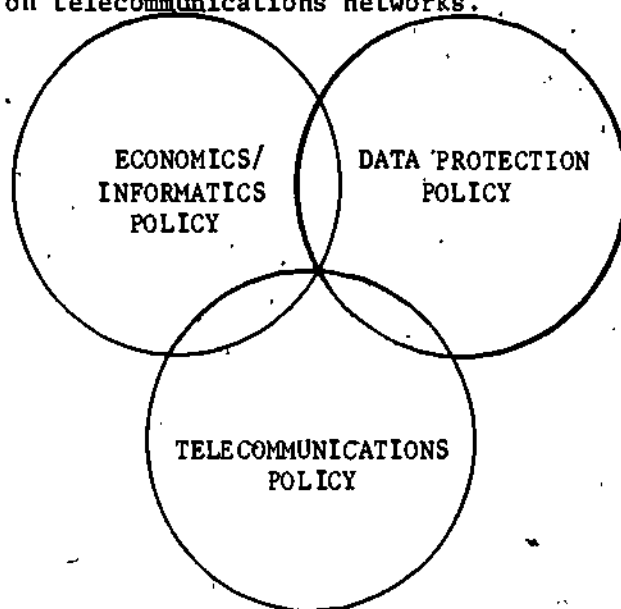 on telecommunications networks.
ECONOMICS/
INFORMATICS
POLICY
DATA PROTECTION
POLICY
TELECOMMUNICATIONS
POLICY